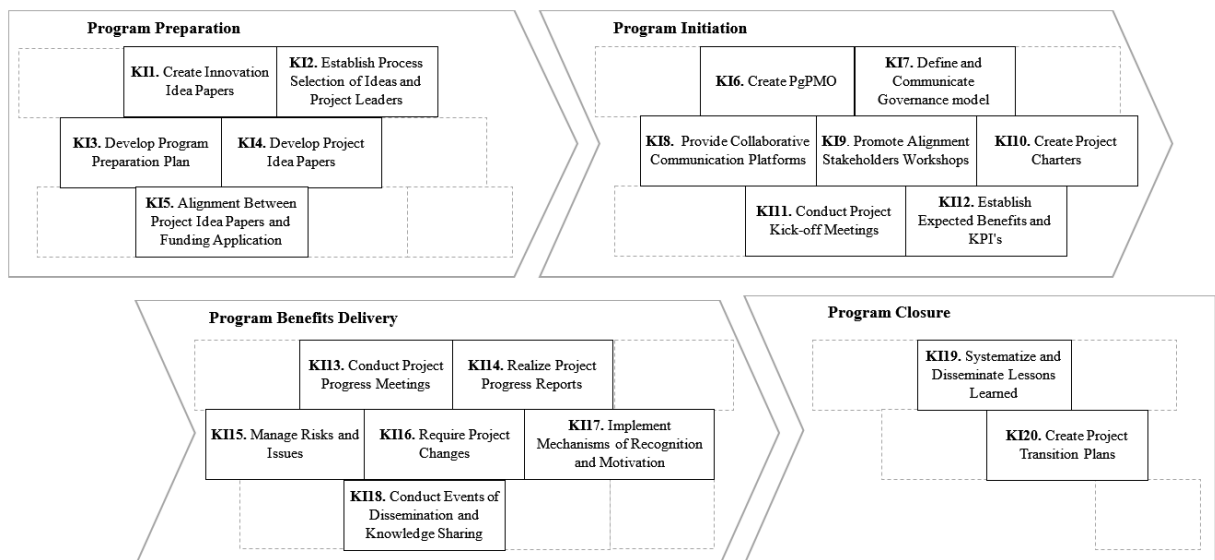 Program Preparation
KI1. Create Innovation
Idea Papers
KI2. Establish Process
Selection of Ideas and
Project Leaders
KI3. Develop Program
Preparation Plan
KI4. Develop Project
Idea Papers
KI5. Alignment Between
Project Idea Papers and
Funding Application
Program Initiation
KI6. Create PgPMO
KI7. Define and
Communicate
Governance model
KI8. Provide Collaborative
Communication Platforms
KI9. Promote Alignment
Stakeholders Workshops
KI10. Create Project
Charters
KI11. Conduct Project
Kick-off Meetings
KI12. Establish
Expected Benefits and
KPI's
Program Benefits Delivery
KI13. Conduct Project
Progress Meetings
KI14. Realize Project
Progress Reports
KI15. Manage Risks and
Issues
KI16. Require Project
Changes
KI17. Implement
Mechanisms of Recognition
and Motivation
KI18. Conduct Events of
Dissemination and
Knowledge Sharing
Program Closure
KI19. Systematize and
Disseminate Lessons
Learned
KI20. Create Project
Transition Plans